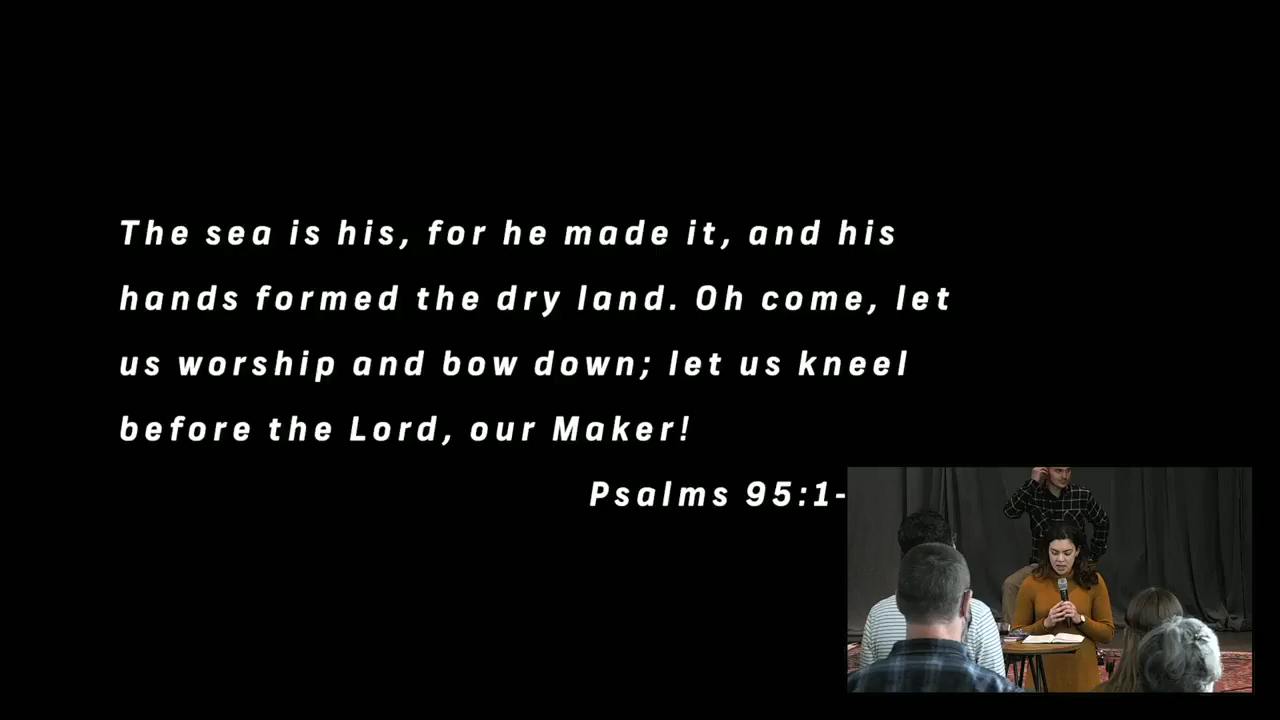 The sea is his, for he made it, and his
hands formed the dry land. Oh come, let
us worship and bow down; let us kneel
before the Lord, our Maker!
Psalms 95:1-